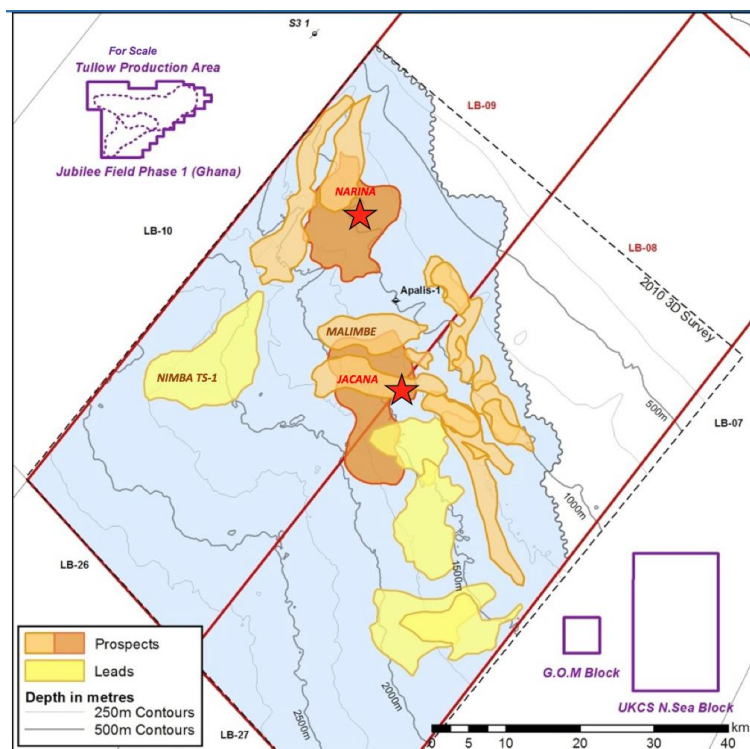 S3 1
For Scale
Tullow Production Area
Jubilee Field Phase 1 (Ghana)
LB-09
NARINA
LB-10
LB-08
2010 3D Survey
Apalis-1
MALIMBE
NIMBA TS-1
JACANA
500m
LB-07
1000m
LB-26
1500m
G.O.M Block
UKCS N.Sea Block
Prospects
Leads
Depth in metres
250m Contours
500m Contours
2000m
2500m
LB-27
0 10 20 30 40
km